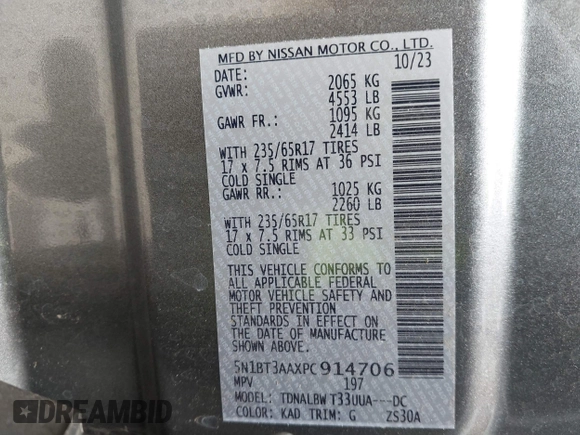 MFD BY NISSAN MOTOR CO., LTD.
DATE: 10/23
GVWR: 2065 KG
4553 LB
GAWR FR.: 1095 KG
2414 LB
WITH 235/65R17 TIRES
17 x 7.5 RIMS AT 36 PSI
COLD SINGLE
GAWR RR.: 1025 KG
2260 LB
WITH 235/65R17 TIRES
17 x 7.5 RIMS AT 33 PSI
COLD SINGLE
THIS VEHICLE CONFORMS TO
ALL APPLICABLE FEDERAL
MOTOR VEHICLE SAFETY AND
AND THEFT PREVENTION
STANDARDS IN EFFECT ON
THE DATE OF MANUFACTURE
SHOWN ABOVE.
5N1BT3AAXPC914706
MPV 197
MODEL: TDNALBW T33UUA---DC
COLOR: KAD TRIM: G ZS30A
© AUTOBIDMASTER